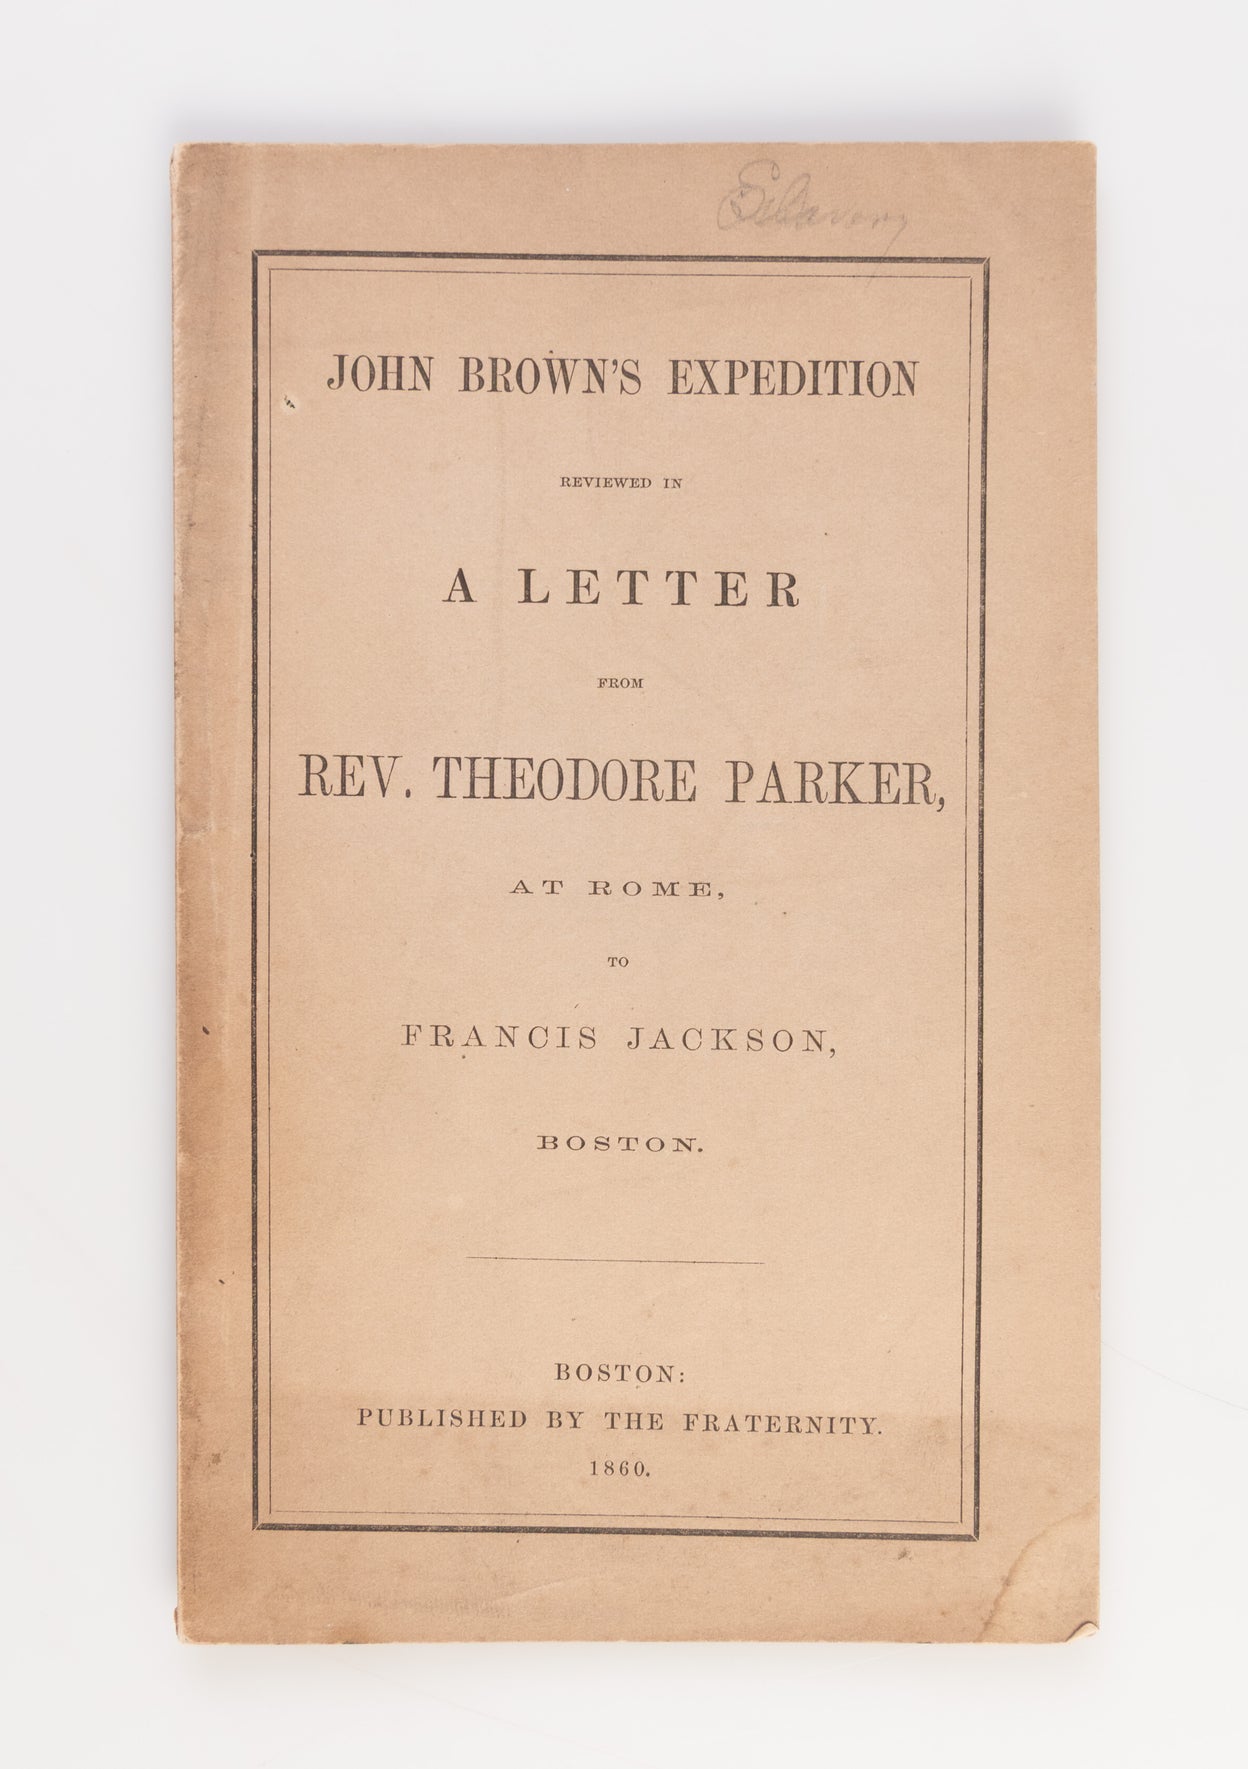 JOHN BROWN'S EXPEDITION
REVIEWED IN
A LETTER
FROM
REV. THEODORE PARKER,
AT ROME,
TO
FRANCIS JACKSON,
BOSTON.
BOSTON:
PUBLISHED BY THE FRATERNITY.
1860.